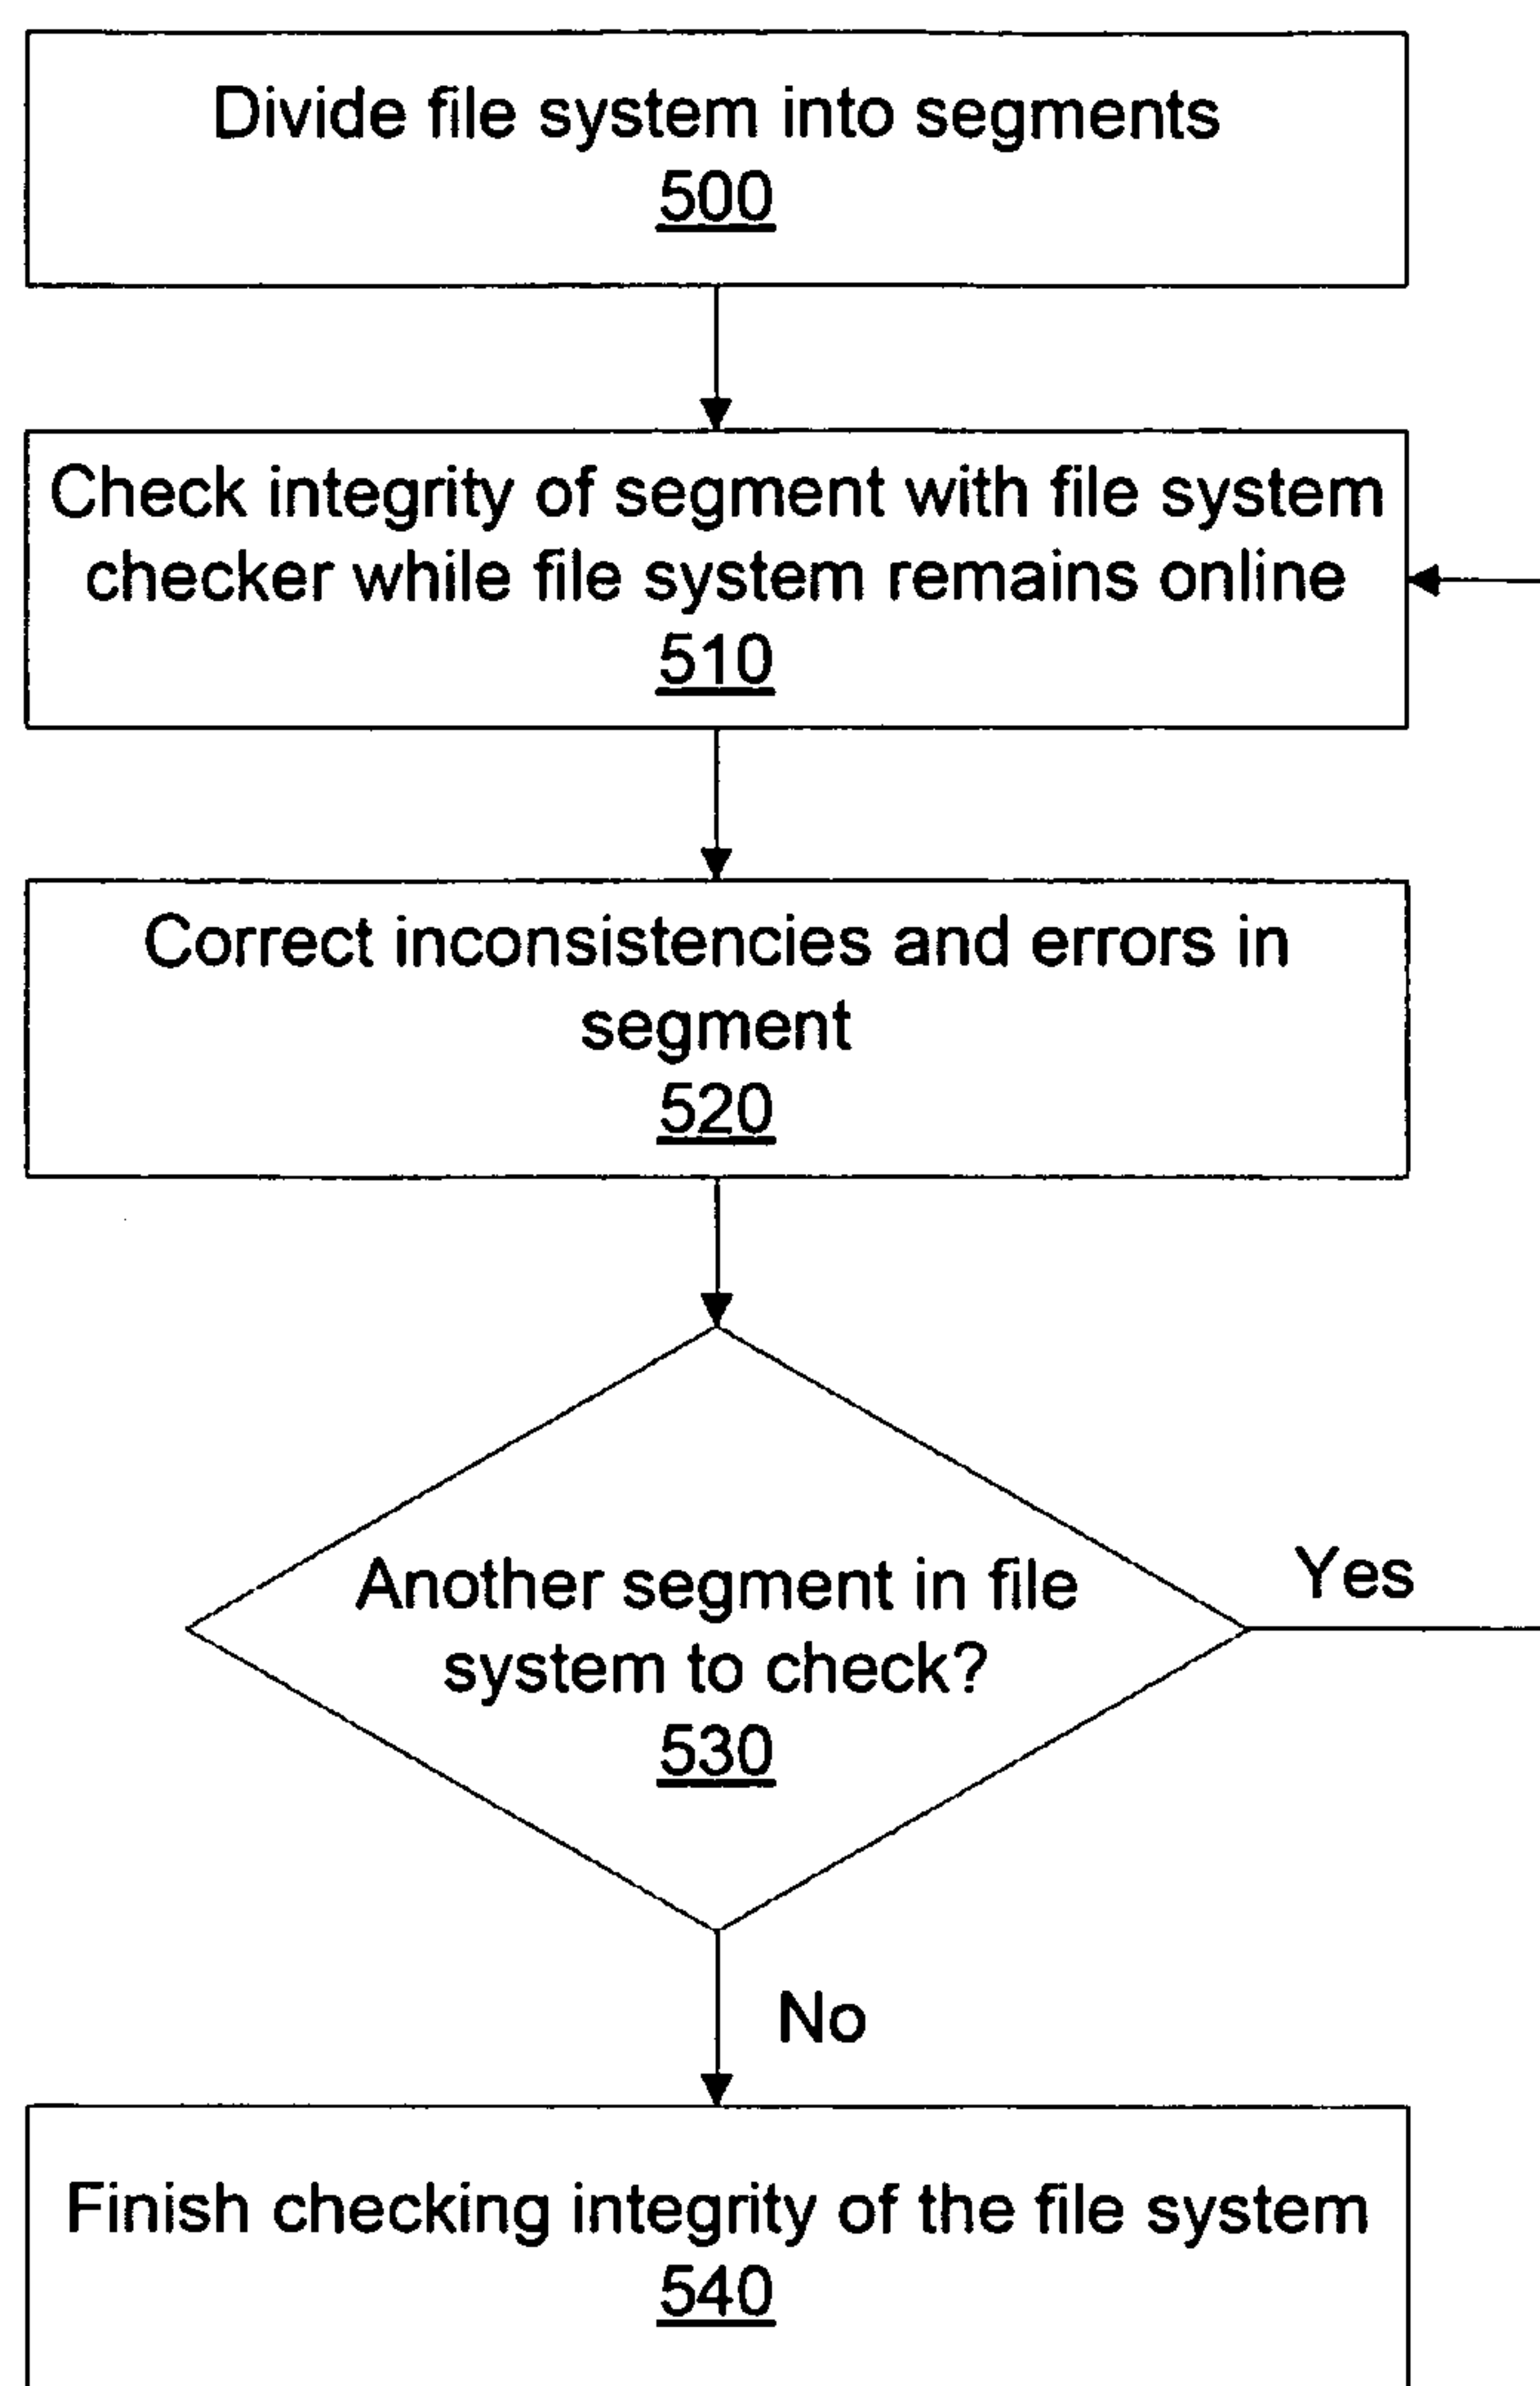 Divide file system into segments
500
Check integrity of segment with file system
checker while file system remains online
510
Correct inconsistencies and errors in
segment
520
Another segment in file
system to check?
530
Yes
No
Finish checking integrity of the file system
540